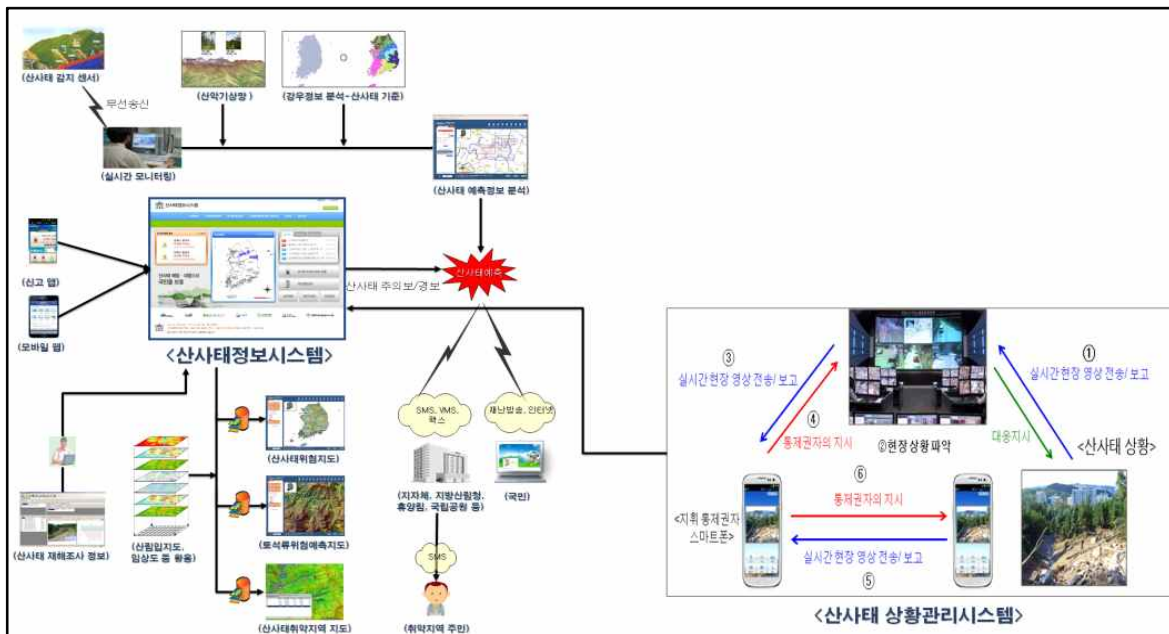 (산사태 감지 센서)
무선송신
(실시간 모니터링)
(산악기상망)
(강우정보 분석-산사태 기준)
(산사태 예측정보 분석)
산사태정보시스템
(신고 앱)
(모바일 웹)
<산사태정보시스템>
산사태 주의보/경보
산사태예측
SMS, VMS,
팩스
재난방송, 인터넷
(지자체, 지방산림청,
휴양림, 국립공원 등)
(국민)
SMS
(취약지역 주민)
(산사태 재해조사 정보)
(산림입지도,
임상도 등 활용)
(산사태위험지도)
(토석류위험예측지도)
(산사태취약지역 지도)
③
실시간현장 영상 전송/ 보고
④
통제권자의 지시
②현장 상황 파악
①
실시간현장 영상 전송/ 보고
대응지시
<산사태 상황>
<지휘 통제권자
스마트폰>
⑥
통제권자의 지시
실시간현장 영상 전송/ 보고
⑤
<산사태 상황관리시스템>